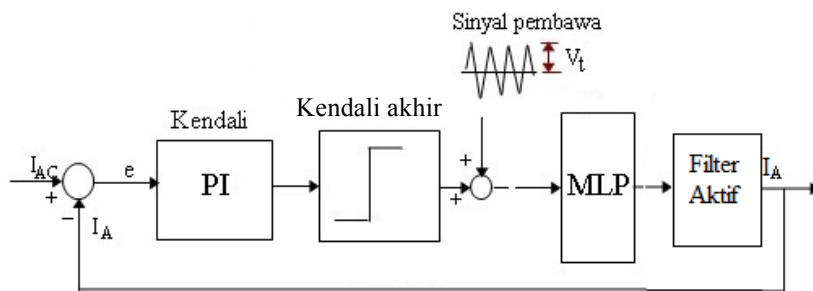 Sinyal pembawa
Vt
Kendali akhir
Kendali
IAC
+
−
e
PI
+
+
MLP
Filter
Aktif
IA
IA